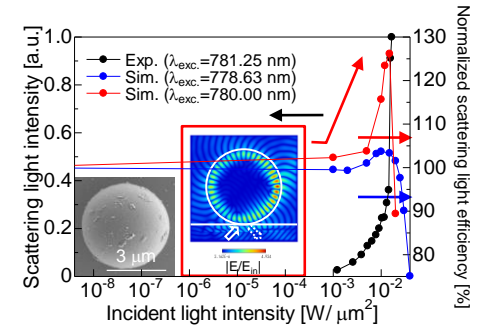 Scattering light intensity [a.u.]
1.0
0.8
0.6
0.4
0.2
0
Exp. (λexc.=781.25 nm)
Sim. (λexc.=778.63 nm)
Sim. (λexc.=780.00 nm)
3 μm
|E/Ein|
130
120
110
100
90
80
Normalized scattering light efficiency [%]
10⁻⁸ 10⁻⁷ 10⁻⁶ 10⁻⁵ 10⁻⁴ 10⁻³ 10⁻² 10⁻¹
Incident light intensity [W/ μm²]